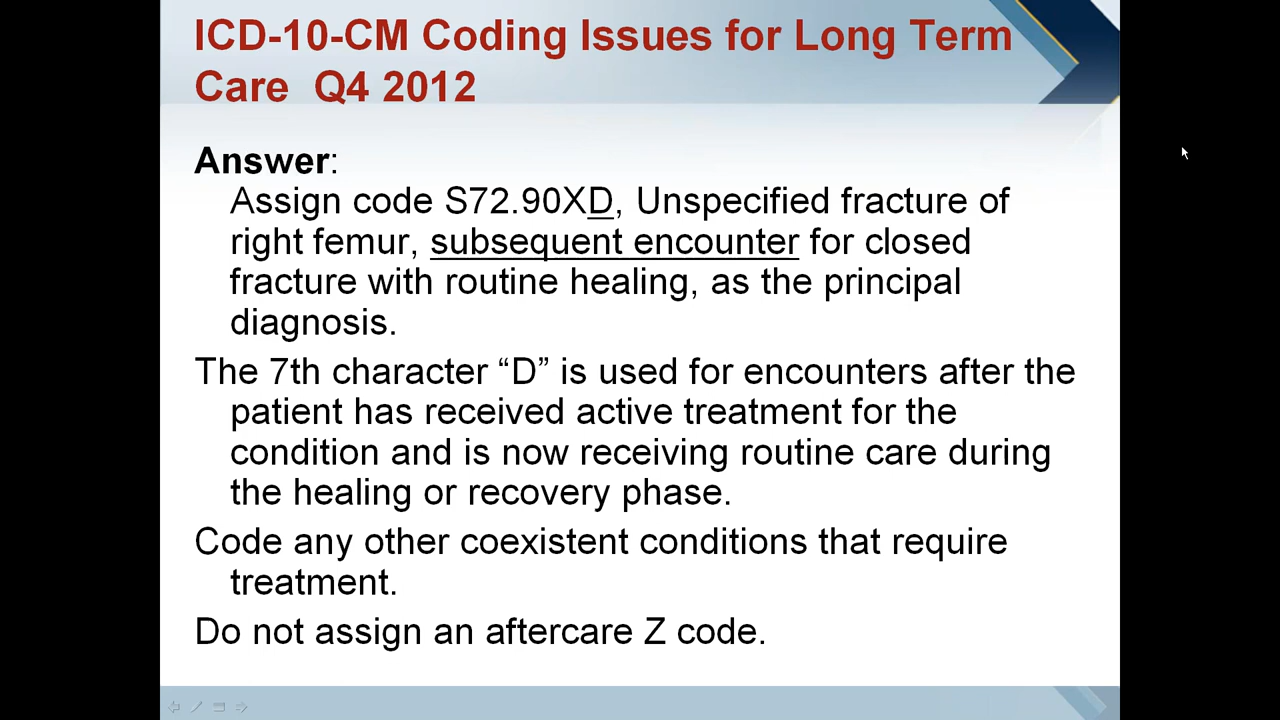 ICD-10-CM Coding Issues for Long Term
Care Q4 2012
Answer:
Assign code S72.90XD, Unspecified fracture of
right femur, subsequent encounter for closed
fracture with routine healing, as the principal
diagnosis.
The 7th character “D” is used for encounters after the
patient has received active treatment for the
condition and is now receiving routine care during
the healing or recovery phase.
Code any other coexistent conditions that require
treatment.
Do not assign an aftercare Z code.